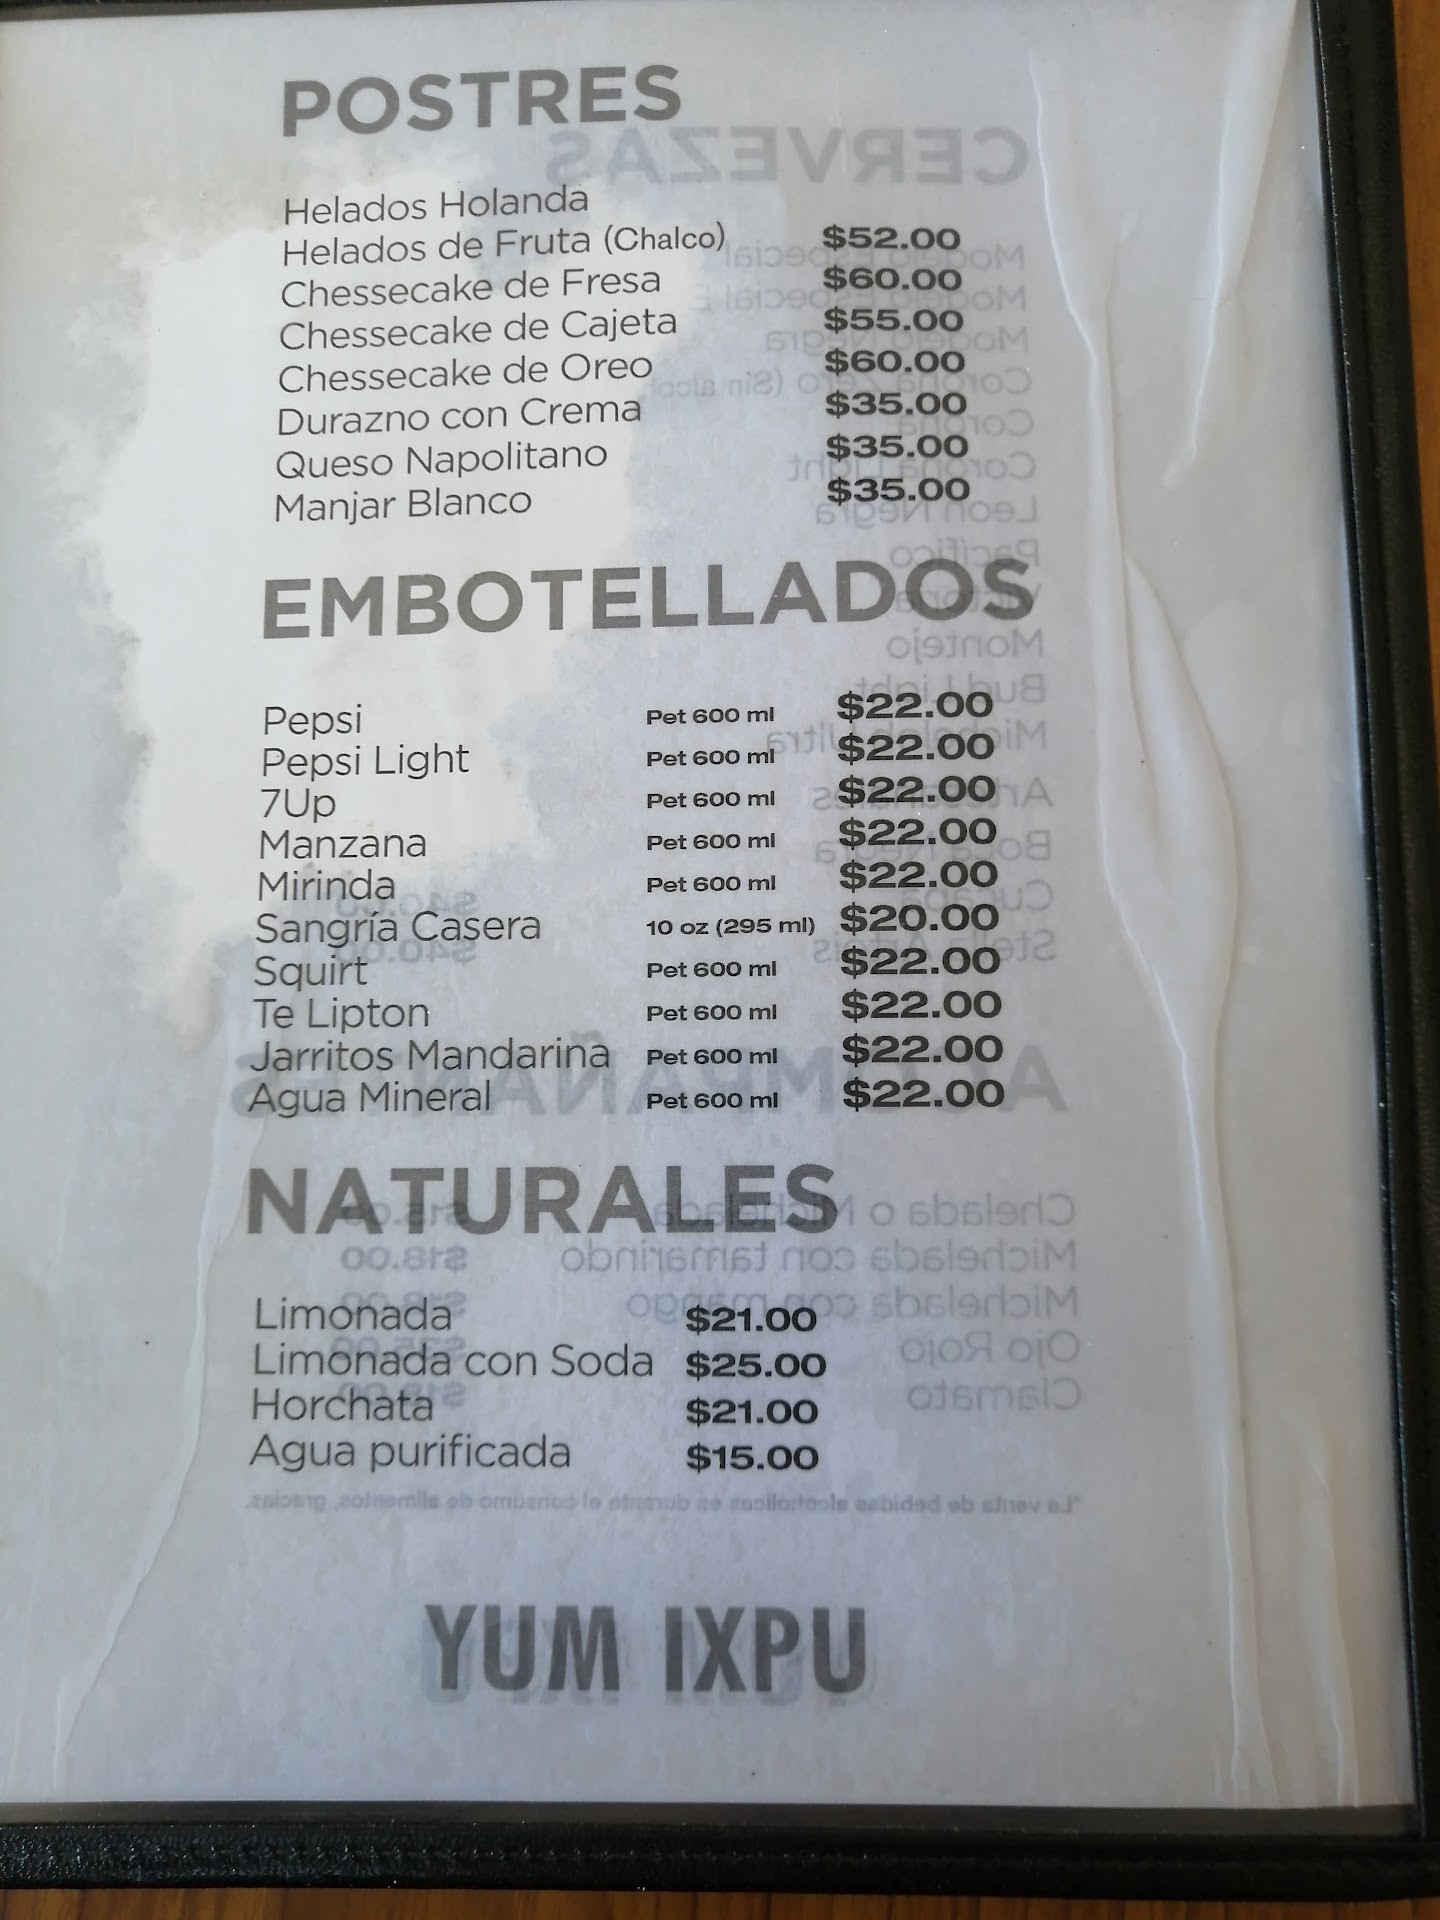 POSTRES
Helados Holanda
Helados de Fruta (Chalco) $52.00
Chessecake de Fresa $60.00
Chessecake de Cajeta $55.00
Chessecake de Oreo $60.00
Durazno con Crema $35.00
Queso Napolitano $35.00
Manjar Blanco $35.00
EMBOTELLADOS
Pepsi Pet 600 ml $22.00
Pepsi Light Pet 600 ml $22.00
7Up Pet 600 ml $22.00
Manzana Pet 600 ml $22.00
Mirinda Pet 600 ml $22.00
Sangría Casera 10 oz (295 ml) $20.00
Squirt Pet 600 ml $22.00
Te Lipton Pet 600 ml $22.00
Jarritos Mandarina Pet 600 ml $22.00
Agua Mineral Pet 600 ml $22.00
NATURALES
Limonada $21.00
Limonada con Soda $25.00
Horchata $21.00
Agua purificada $15.00
YUM IXPU